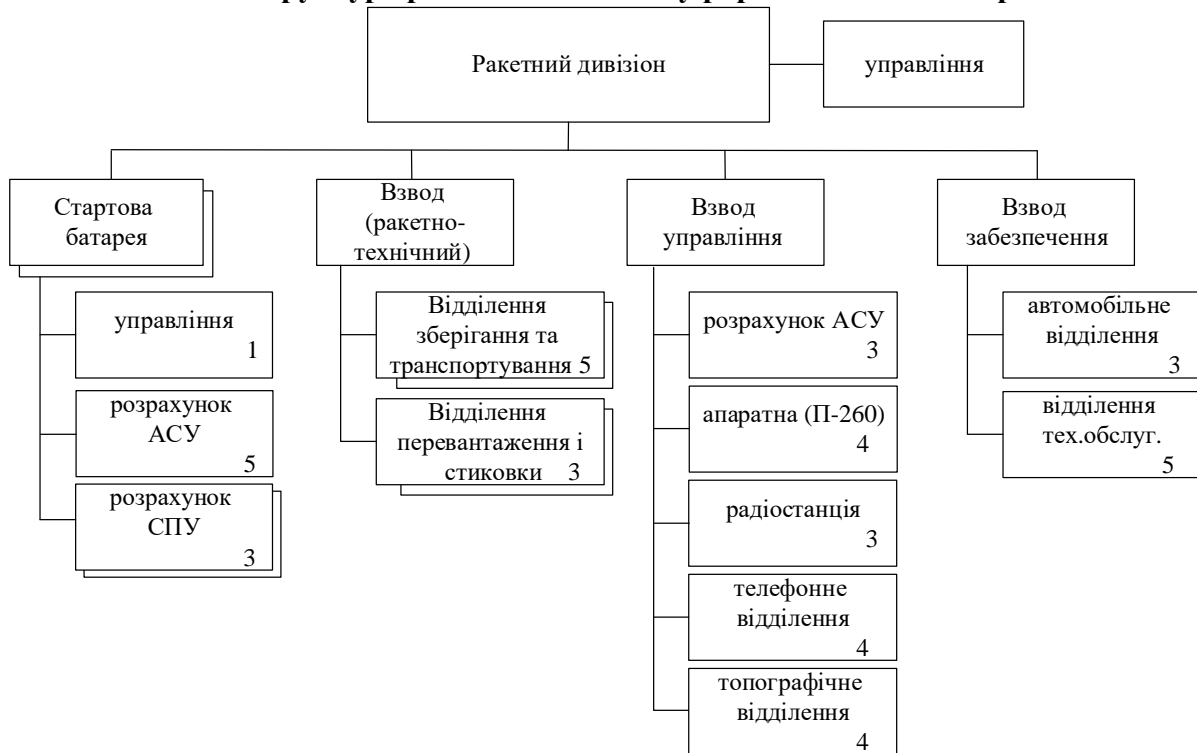 Ракетний дивізіон
управління
Стартова
батарея
управління
1
розрахунок
АСУ
5
розрахунок
СПУ
3
Взвод
(ракетно-
технічний)
Відділення
зберігання та
транспортування 5
Відділення
перевантаження і
стиковки 3
Взвод
управління
розрахунок АСУ
3
апаратна (П-260)
4
радіостанція
3
телефонне
відділення
4
топографічне
відділення
4
Взвод
забезпечення
автомобільне
відділення
3
відділення
тех.обслуг.
5